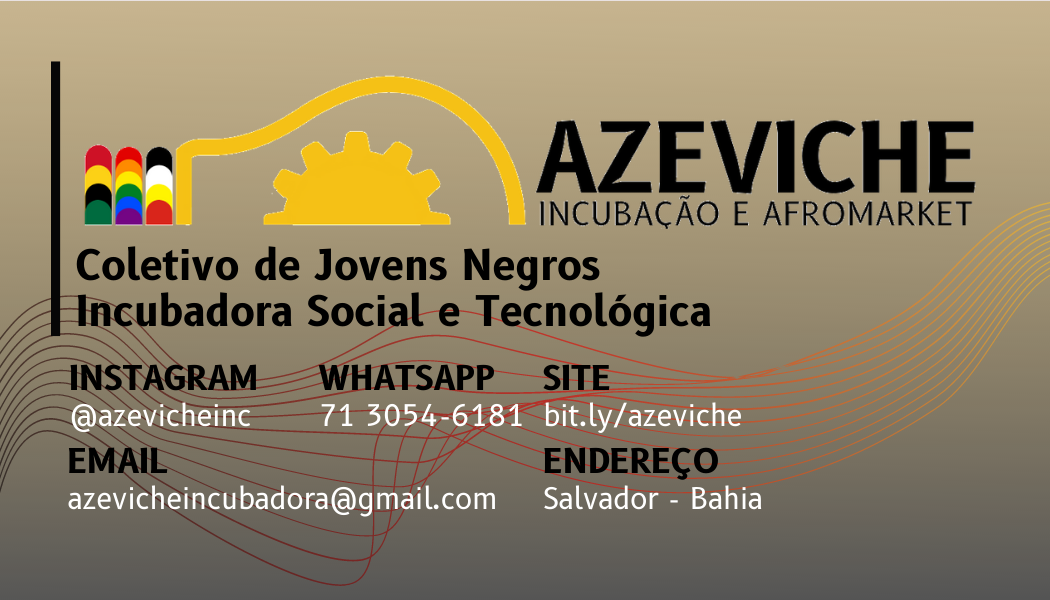 AZEVICHE
INCUBAÇÃO E AFROMARKET
Coletivo de Jovens Negros
Incubadora Social e Tecnológica
INSTAGRAM WHATSAPP SITE
@azevicheinc 71 3054-6181 bit.ly/azeviche
EMAIL ENDEREÇO
azevicheincubadora@gmail.com Salvador - Bahia